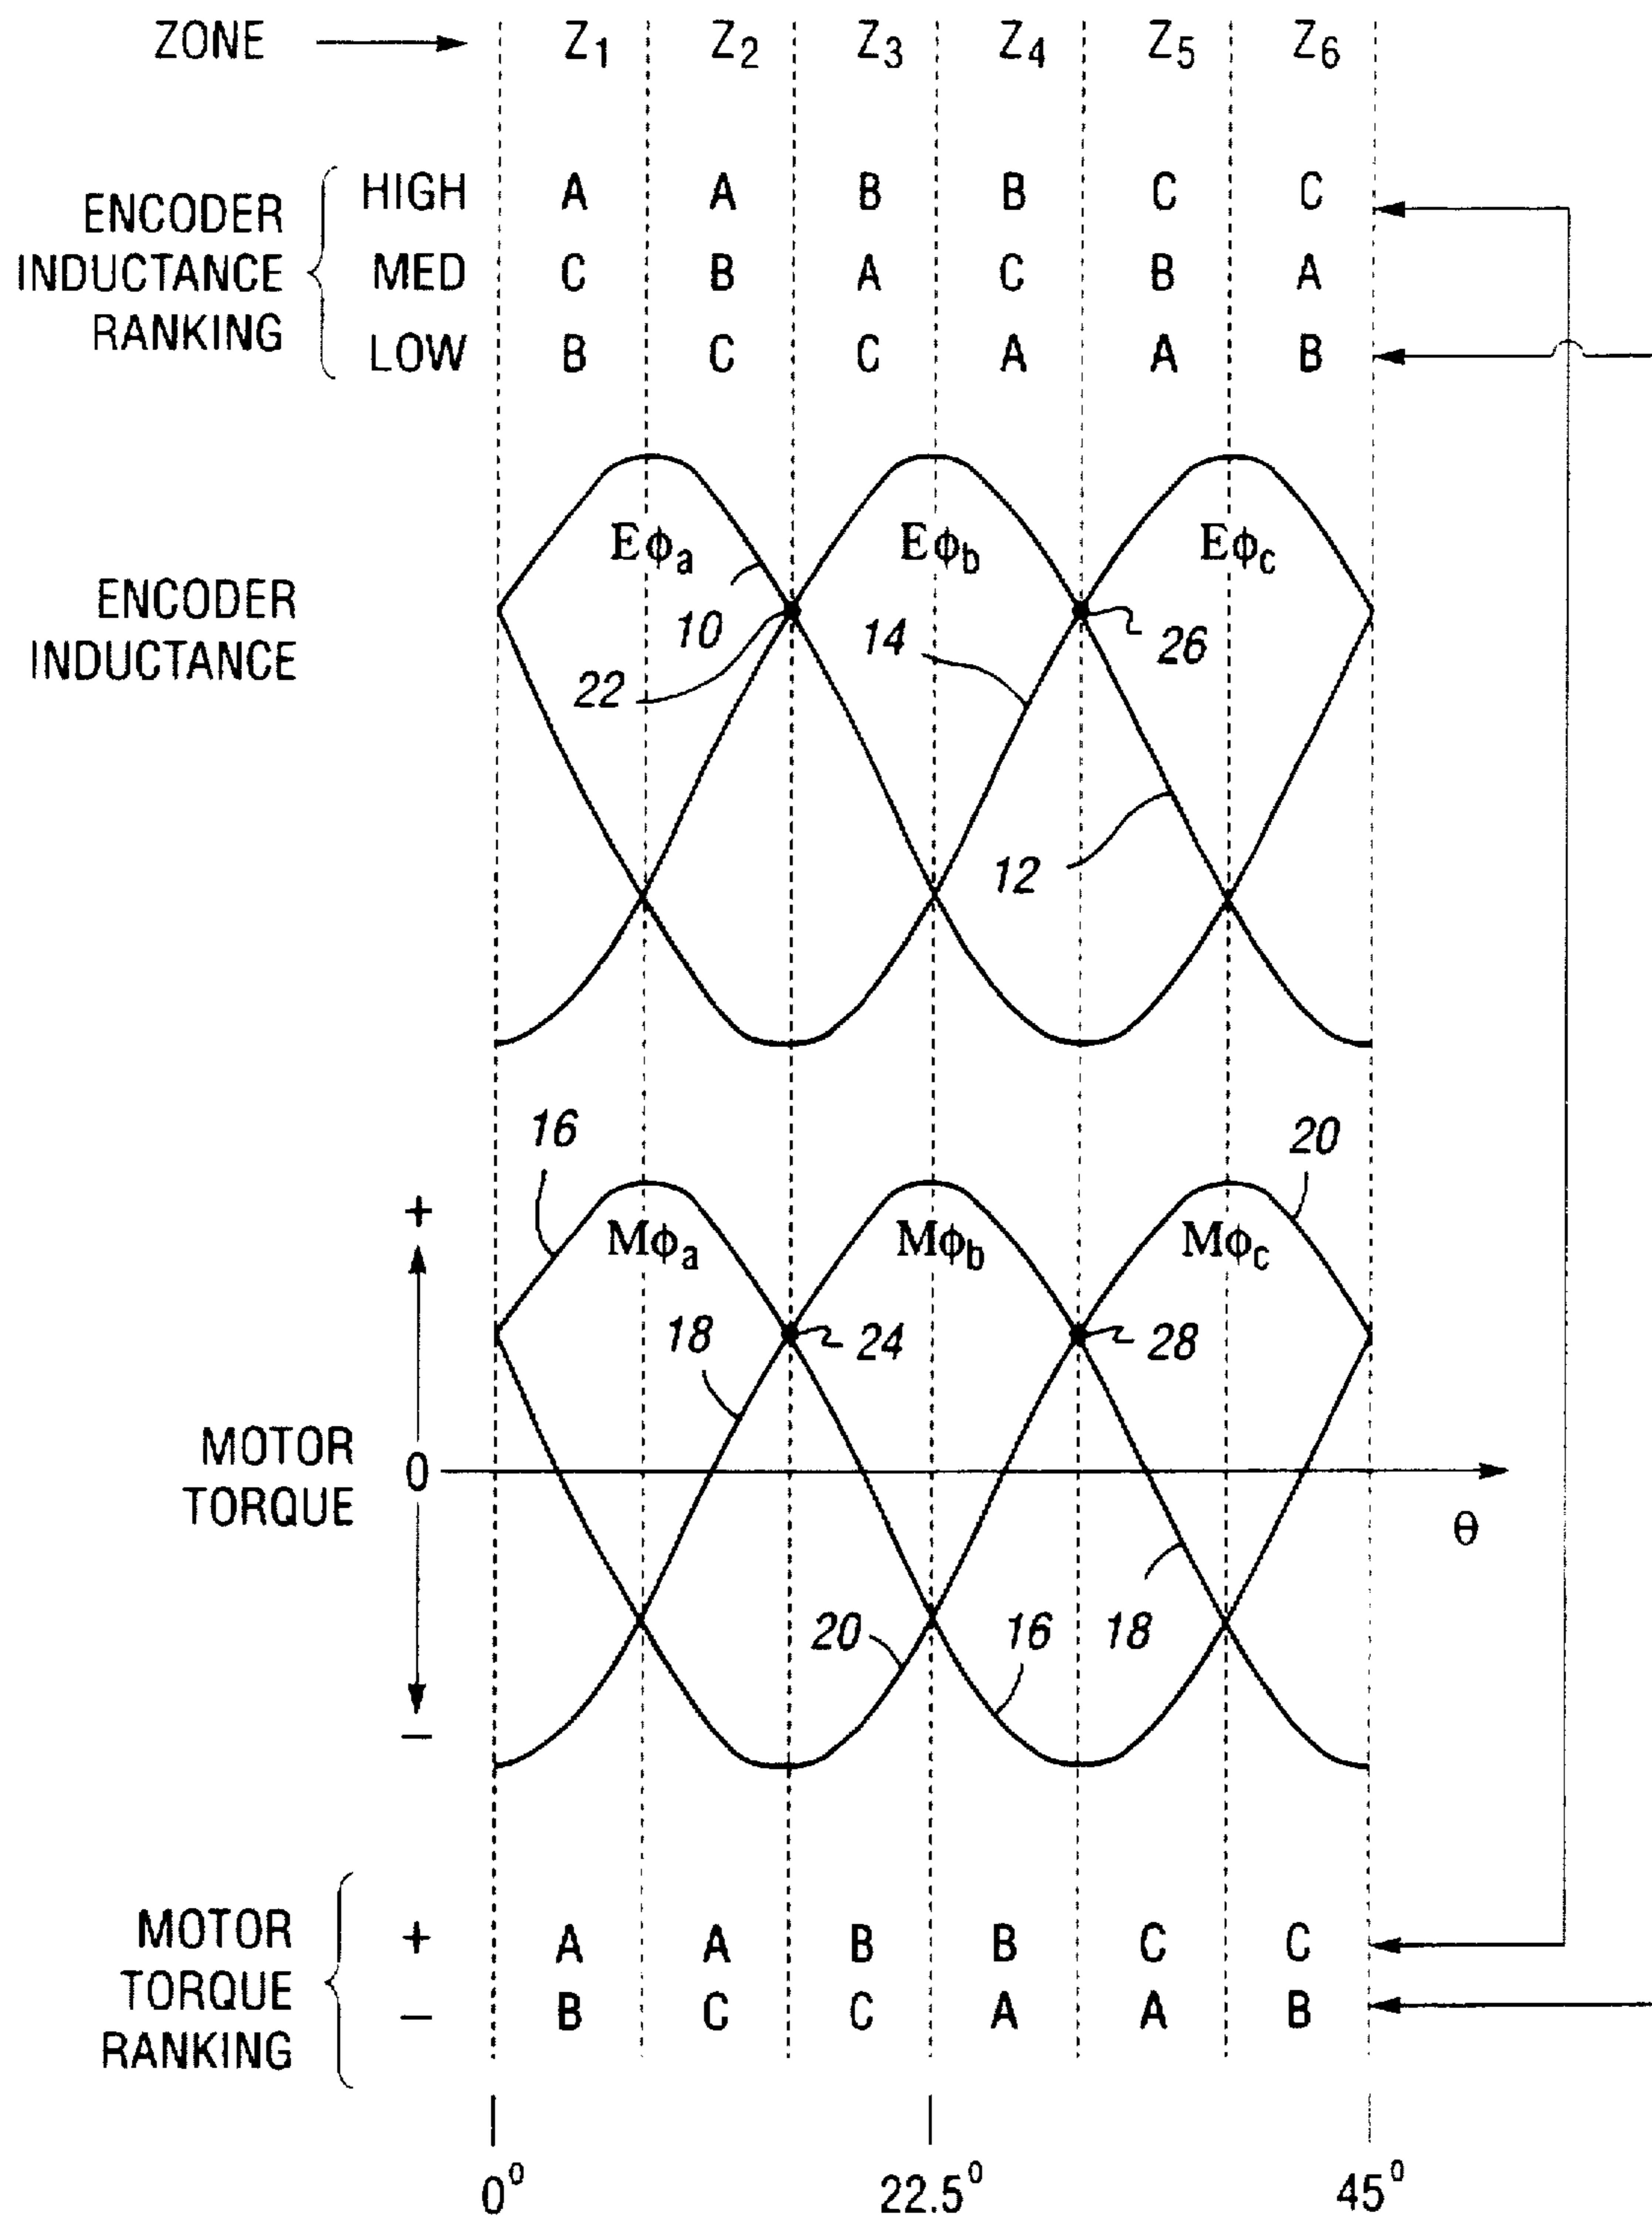 ZONE Z1 Z2 Z3 Z4 Z5 Z6
ENCODER INDUCTANCE RANKING
HIGH A A B B C C
MED C B A C B A
LOW B C C A A B
ENCODER INDUCTANCE
Eϕa Eϕb Eϕc
10 14 26
22
12
16 20
+
Mϕa Mϕb Mϕc
18 24 28
MOTOR TORQUE
0
θ
20 16 18
−
MOTOR TORQUE RANKING
+ A A B B C C
− B C C A A B
0° 22.5° 45°